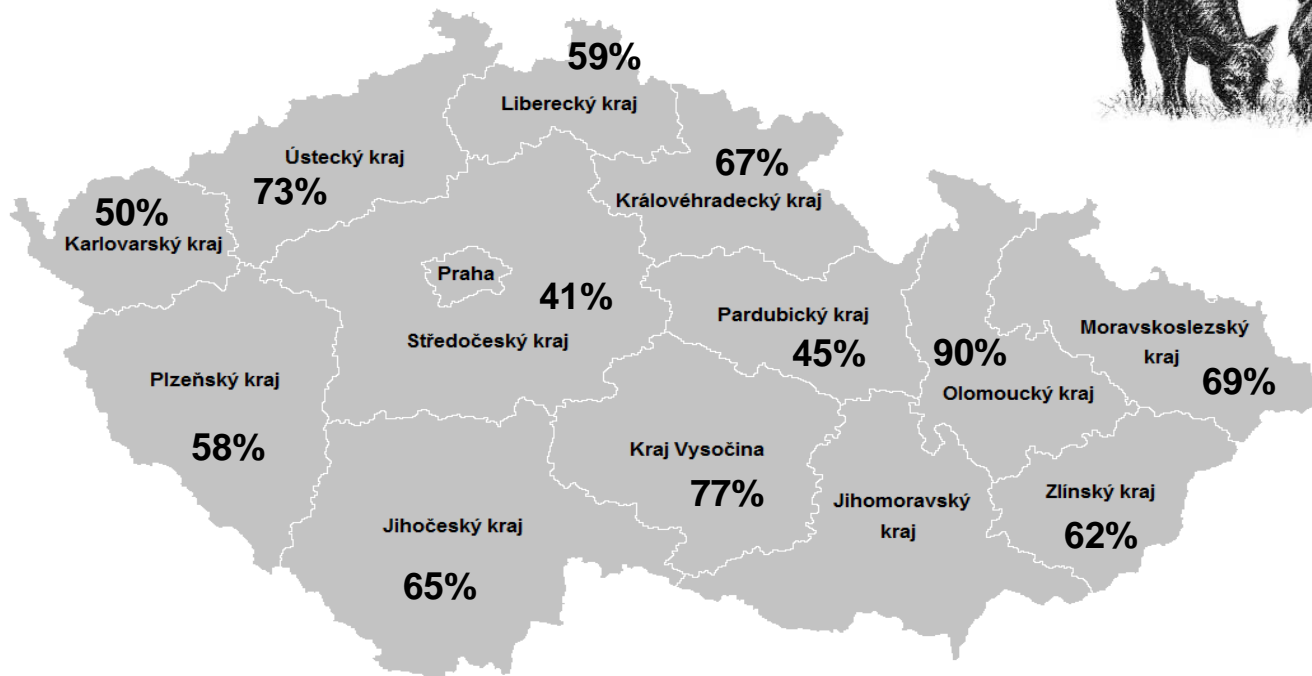 59%
Liberecký kraj
Ústecký kraj
73%
67%
Královéhradecký kraj
50%
Karlovarský kraj
Praha
41%
Středočeský kraj
Pardubický kraj
45%
90%
Olomoucký kraj
Moravskoslezský
kraj
69%
Plzeňský kraj
58%
Kraj Vysočina
77%
Jihomoravský
kraj
Zlínský kraj
62%
Jihočeský kraj
65%